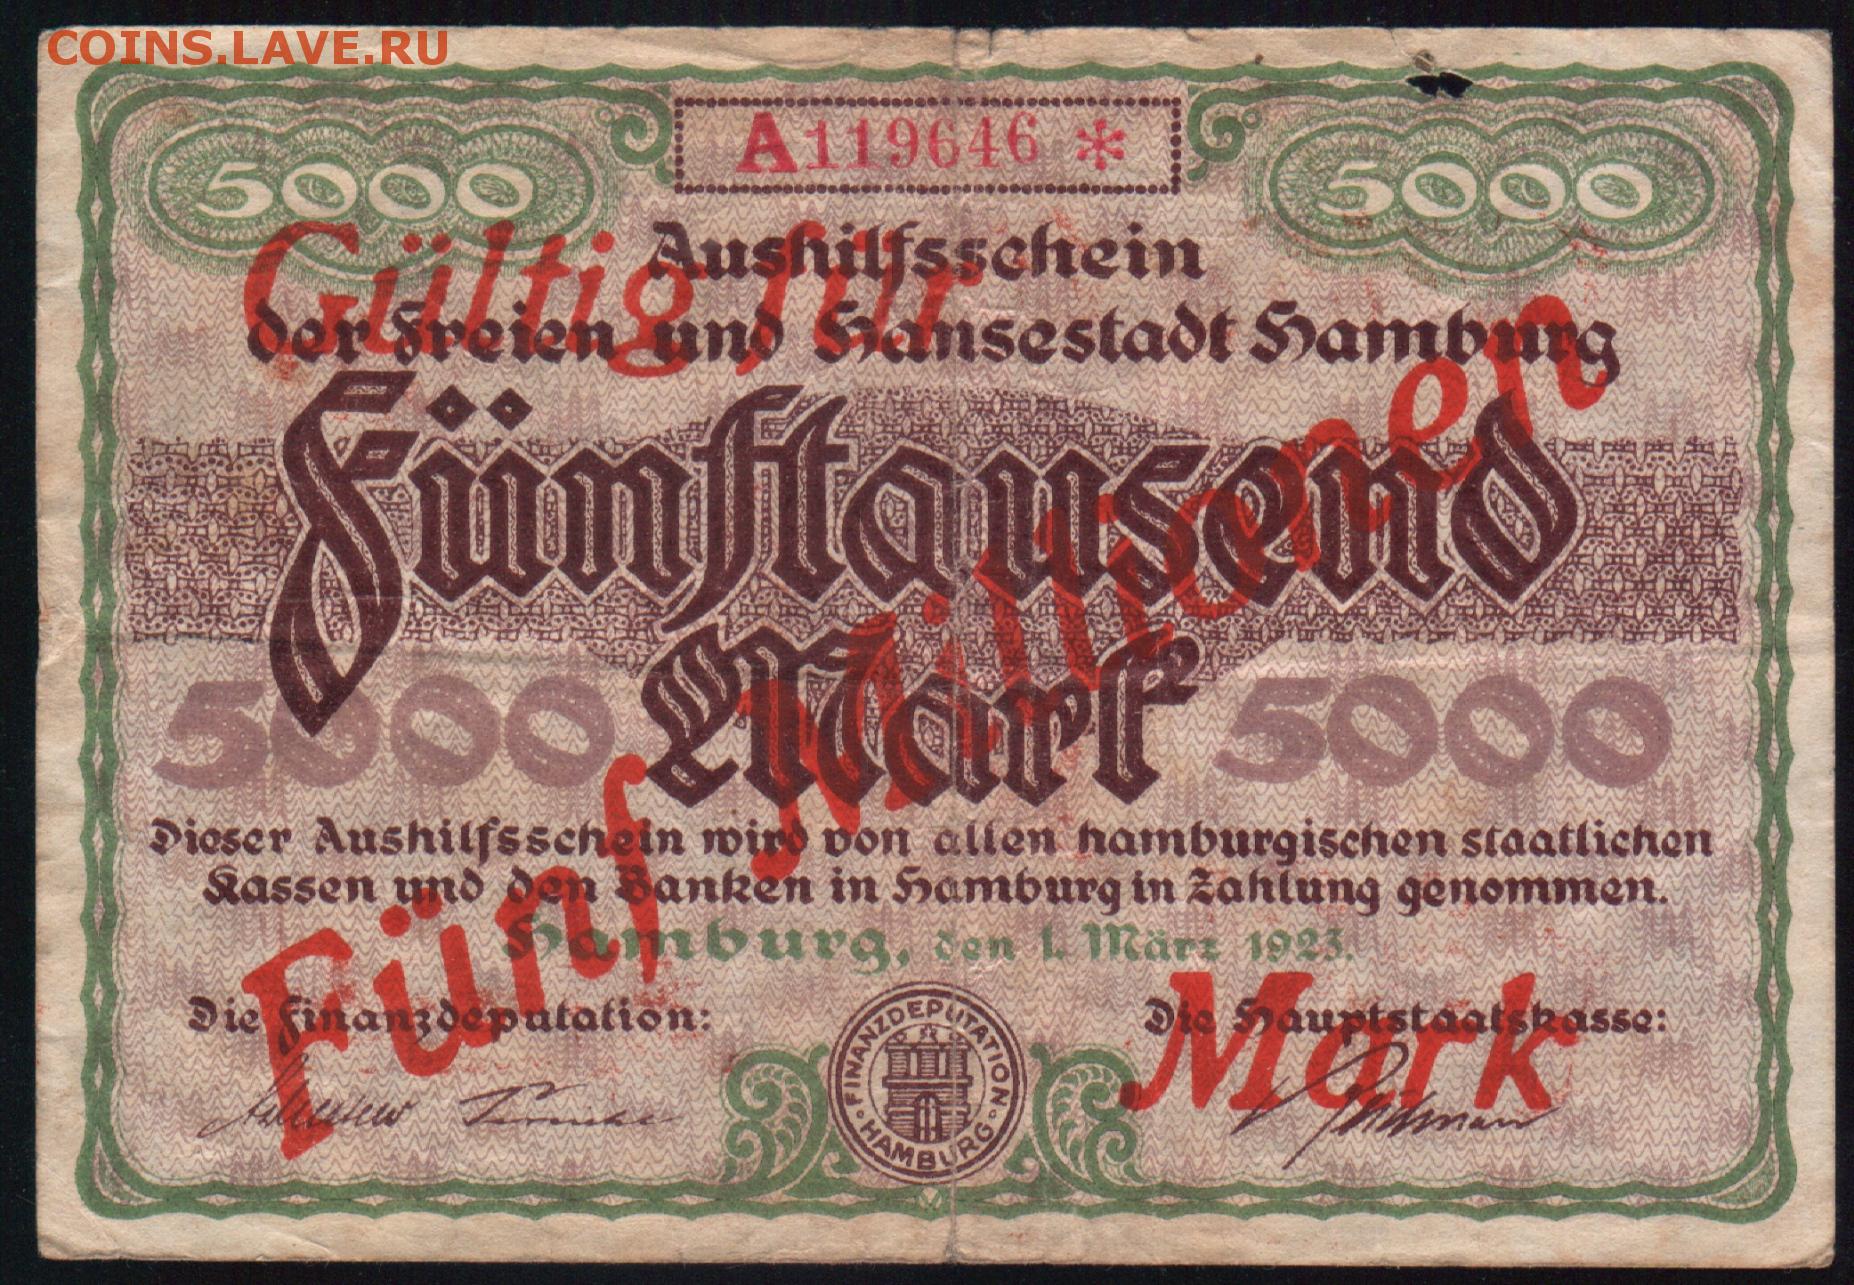 COINS.LAVE.RU
A119646 *
5000
5000
Aushilfsschein
der Freien und Hansestadt Hamburg
Gültig für
Fünftausend
Mark
5000
5000
Fünf Millionen
Mark
Dieser Aushilfsschein wird von allen hamburgischen staatlichen
Kassen und den Banken in Hamburg in Zahlung genommen.
Hamburg, den 1. März 1923.
Die Finanzdeputation:
Die Hauptstaatskasse:
FINANZDEPUTATION
HAMBURG